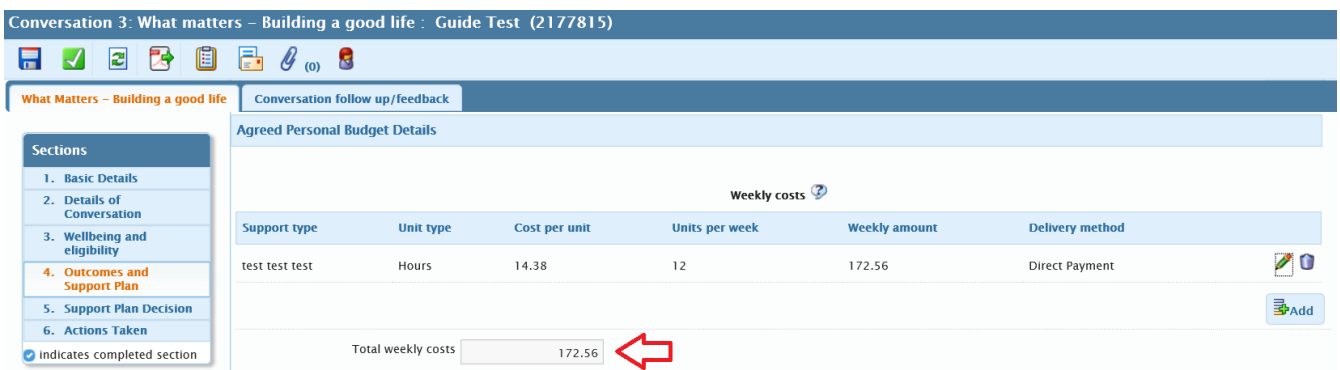 Conversation 3: What matters – Building a good life : Guide Test (2177815)
(0)
What Matters – Building a good life
Conversation follow up/feedback
Sections
1. Basic Details
2. Details of
Conversation
3. Wellbeing and
eligibility
4. Outcomes and
Support Plan
5. Support Plan Decision
6. Actions Taken
indicates completed section
Agreed Personal Budget Details
Weekly costs ?
Support type Unit type Cost per unit Units per week Weekly amount Delivery method
test test test Hours 14.38 12 172.56 Direct Payment
Add
Total weekly costs 172.56